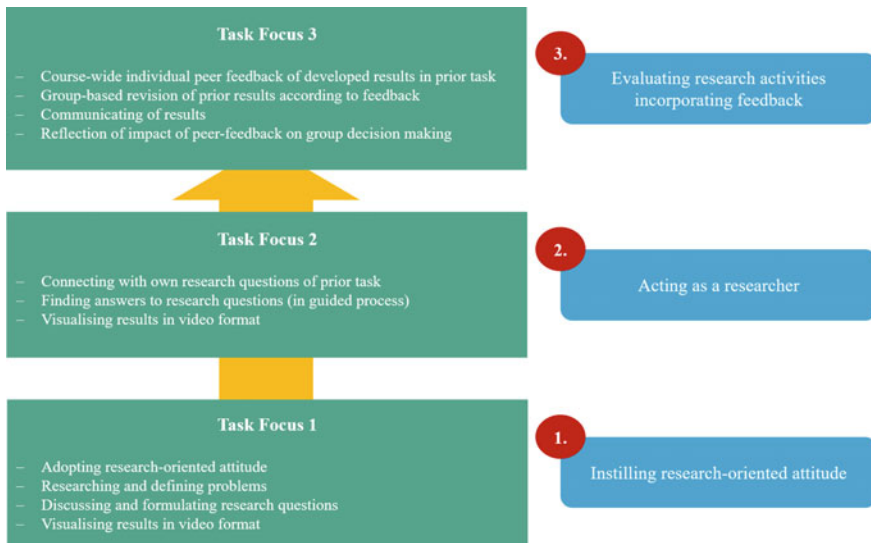 Task Focus 3
– Course-wide individual peer feedback of developed results in prior task
– Group-based revision of prior results according to feedback
– Communicating of results
– Reflection of impact of peer-feedback on group decision making
3.
Evaluating research activities
incorporating feedback
Task Focus 2
– Connecting with own research questions of prior task
– Finding answers to research questions (in guided process)
– Visualising results in video format
2.
Acting as a researcher
Task Focus 1
– Adopting research-oriented attitude
– Researching and defining problems
– Discussing and formulating research questions
– Visualising results in video format
1.
Instilling research-oriented attitude